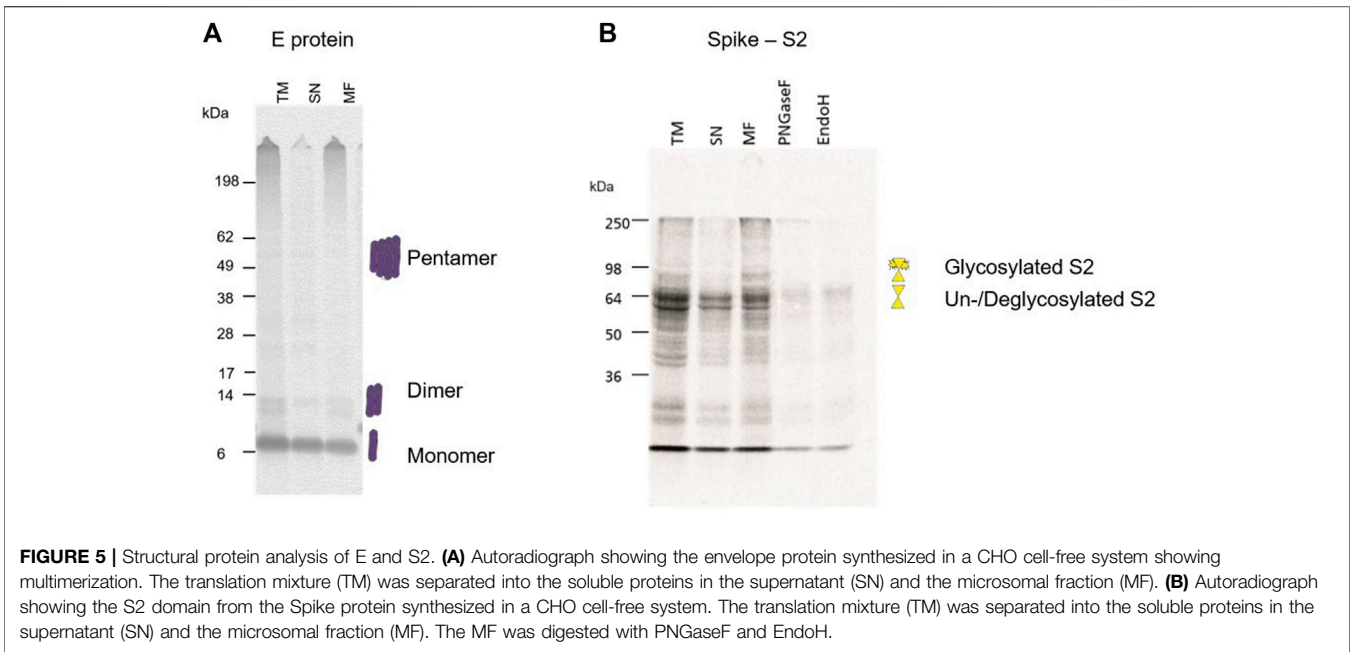 A
E protein
TM
SN
MF
kDa
198
62
49
38
28
17
14
6
Pentamer
Dimer
Monomer
B
Spike – S2
TM
SN
MF
PNGaseF
EndoH
kDa
250
98
64
50
36
Glycosylated S2
Un-/Deglycosylated S2
FIGURE 5 | Structural protein analysis of E and S2. (A) Autoradiograph showing the envelope protein synthesized in a CHO cell-free system showing
multimerization. The translation mixture (TM) was separated into the soluble proteins in the supernatant (SN) and the microsomal fraction (MF). (B) Autoradiograph
showing the S2 domain from the Spike protein synthesized in a CHO cell-free system. The translation mixture (TM) was separated into the soluble proteins in the
supernatant (SN) and the microsomal fraction (MF). The MF was digested with PNGaseF and EndoH.